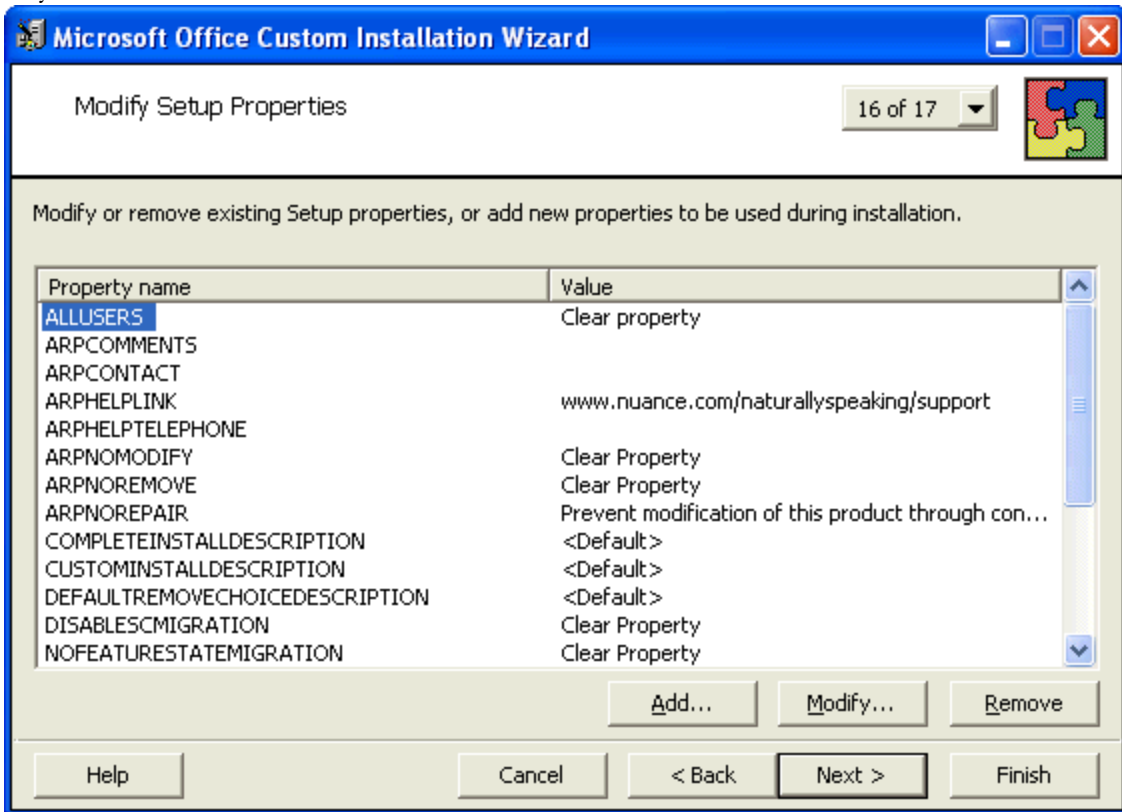 Microsoft Office Custom Installation Wizard
Modify Setup Properties
16 of 17
Modify or remove existing Setup properties, or add new properties to be used during installation.
Property name Value
ALLUSERS Clear property
ARPCOMMENTS
ARPCONTACT
ARPHELPLINK www.nuance.com/naturallyspeaking/support
ARPHELPTELEPHONE
ARPNOMODIFY Clear Property
ARPNOREMOVE Clear Property
ARPNOREPAIR Prevent modification of this product through con...
COMPLETEINSTALLDESCRIPTION <Default>
CUSTOMINSTALLDESCRIPTION <Default>
DEFAULTREMOVECHOICEDESCRIPTION <Default>
DISABLESCMIGRATION Clear Property
NOFEATURESTATEMIGRATION Clear Property
Add... Modify... Remove
Help Cancel < Back Next > Finish